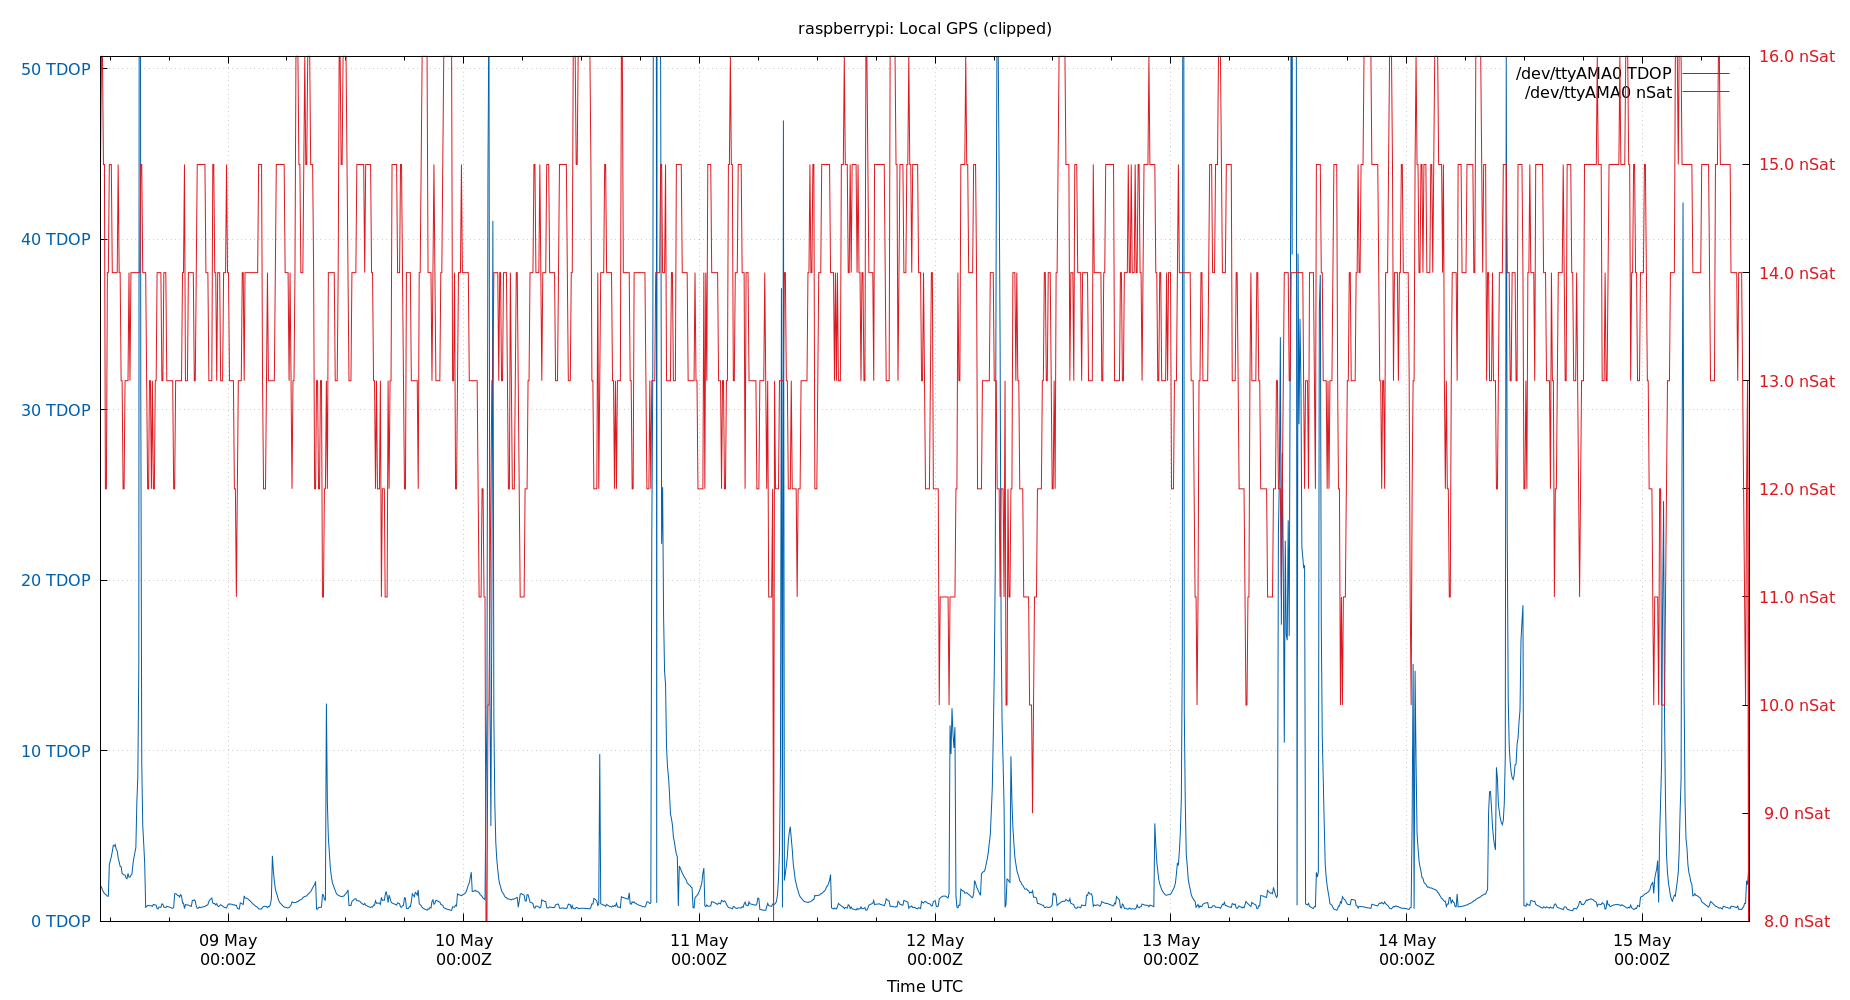 raspberrypi: Local GPS (clipped)
50 TDOP
40 TDOP
30 TDOP
20 TDOP
10 TDOP
0 TDOP
16.0 nSat
15.0 nSat
14.0 nSat
13.0 nSat
12.0 nSat
11.0 nSat
10.0 nSat
9.0 nSat
8.0 nSat
/dev/ttyAMA0 TDOP
/dev/ttyAMA0 nSat
09 May
00:00Z
10 May
00:00Z
11 May
00:00Z
12 May
00:00Z
13 May
00:00Z
14 May
00:00Z
15 May
00:00Z
Time UTC